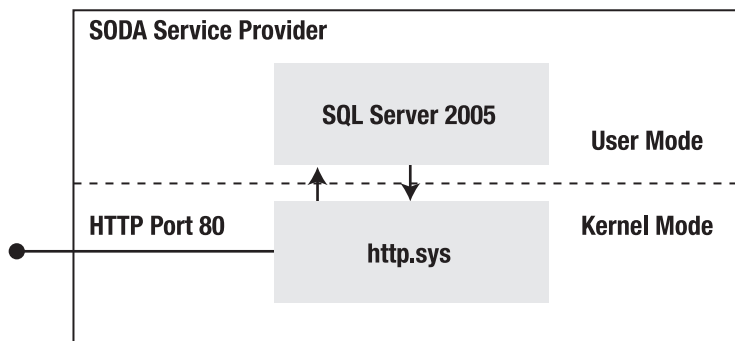 SODA Service Provider
SQL Server 2005
User Mode
HTTP Port 80
Kernel Mode
http.sys